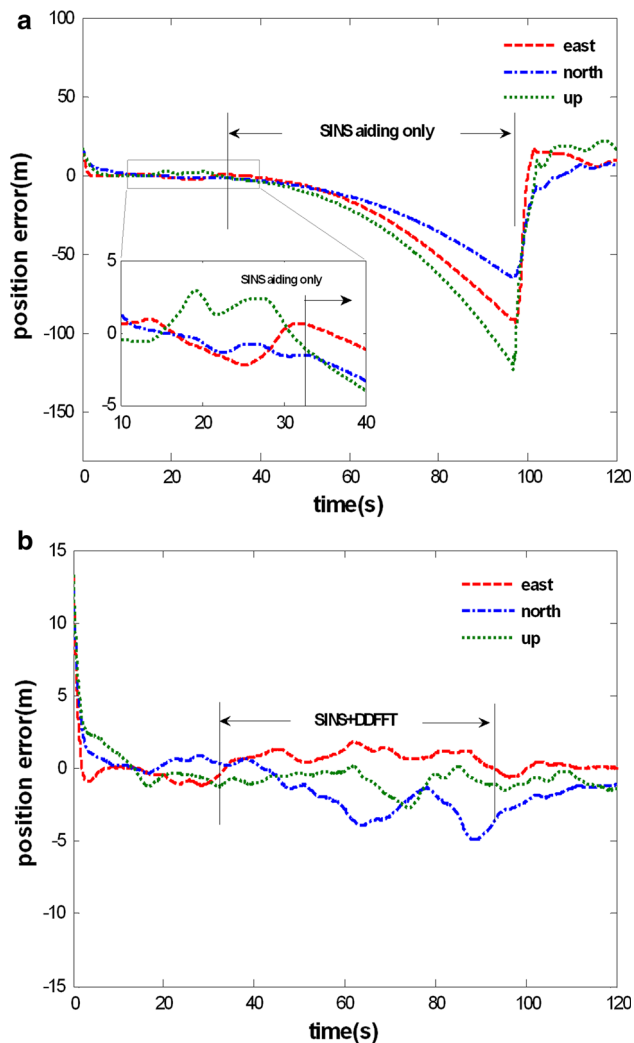 a
100
50
0
-50
-100
-150
position error(m)
east
north
up
SINS aiding only
5
0
-5
SINS aiding only
10 20 30 40
0 20 40 60 80 100 120
time(s)
b
15
10
5
0
-5
-10
-15
position error(m)
east
north
up
SINS+DDFFT
0 20 40 60 80 100 120
time(s)